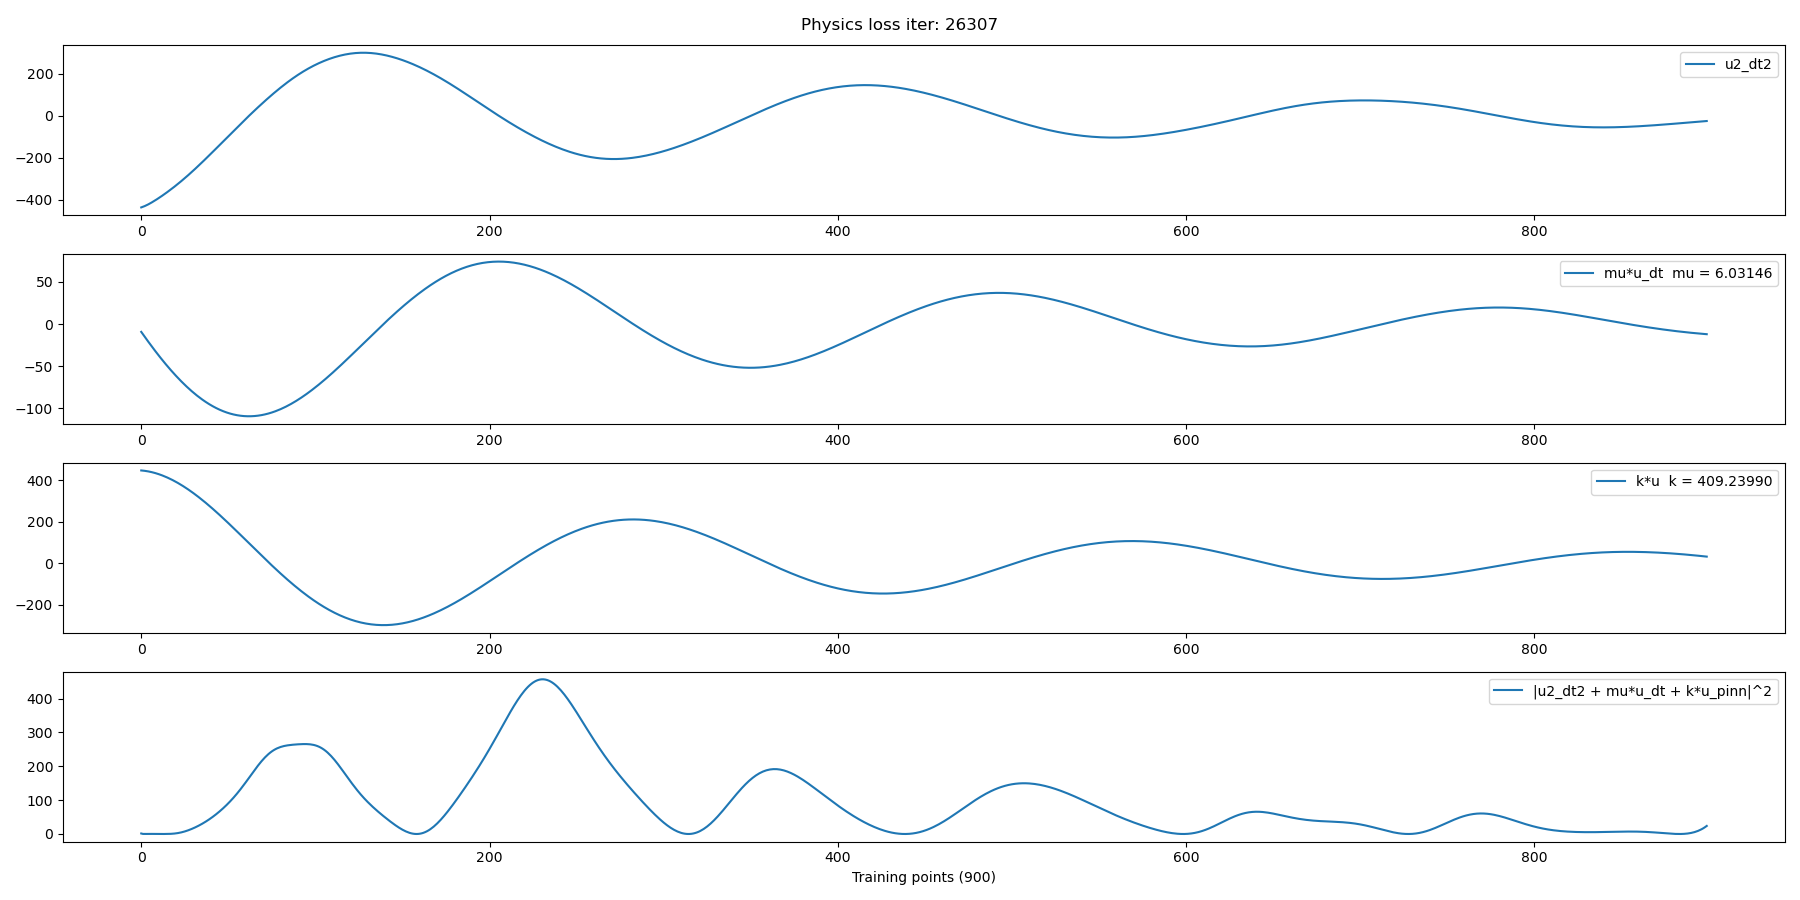 Physics loss iter: 26307
u2_dt2
200
0
−200
−400
0 200 400 600 800
mu*u_dt mu = 6.03146
50
0
−50
−100
0 200 400 600 800
k*u k = 409.23990
400
200
0
−200
0 200 400 600 800
|u2_dt2 + mu*u_dt + k*u_pinn|^2
400
300
200
100
0
0 200 400 600 800
Training points (900)